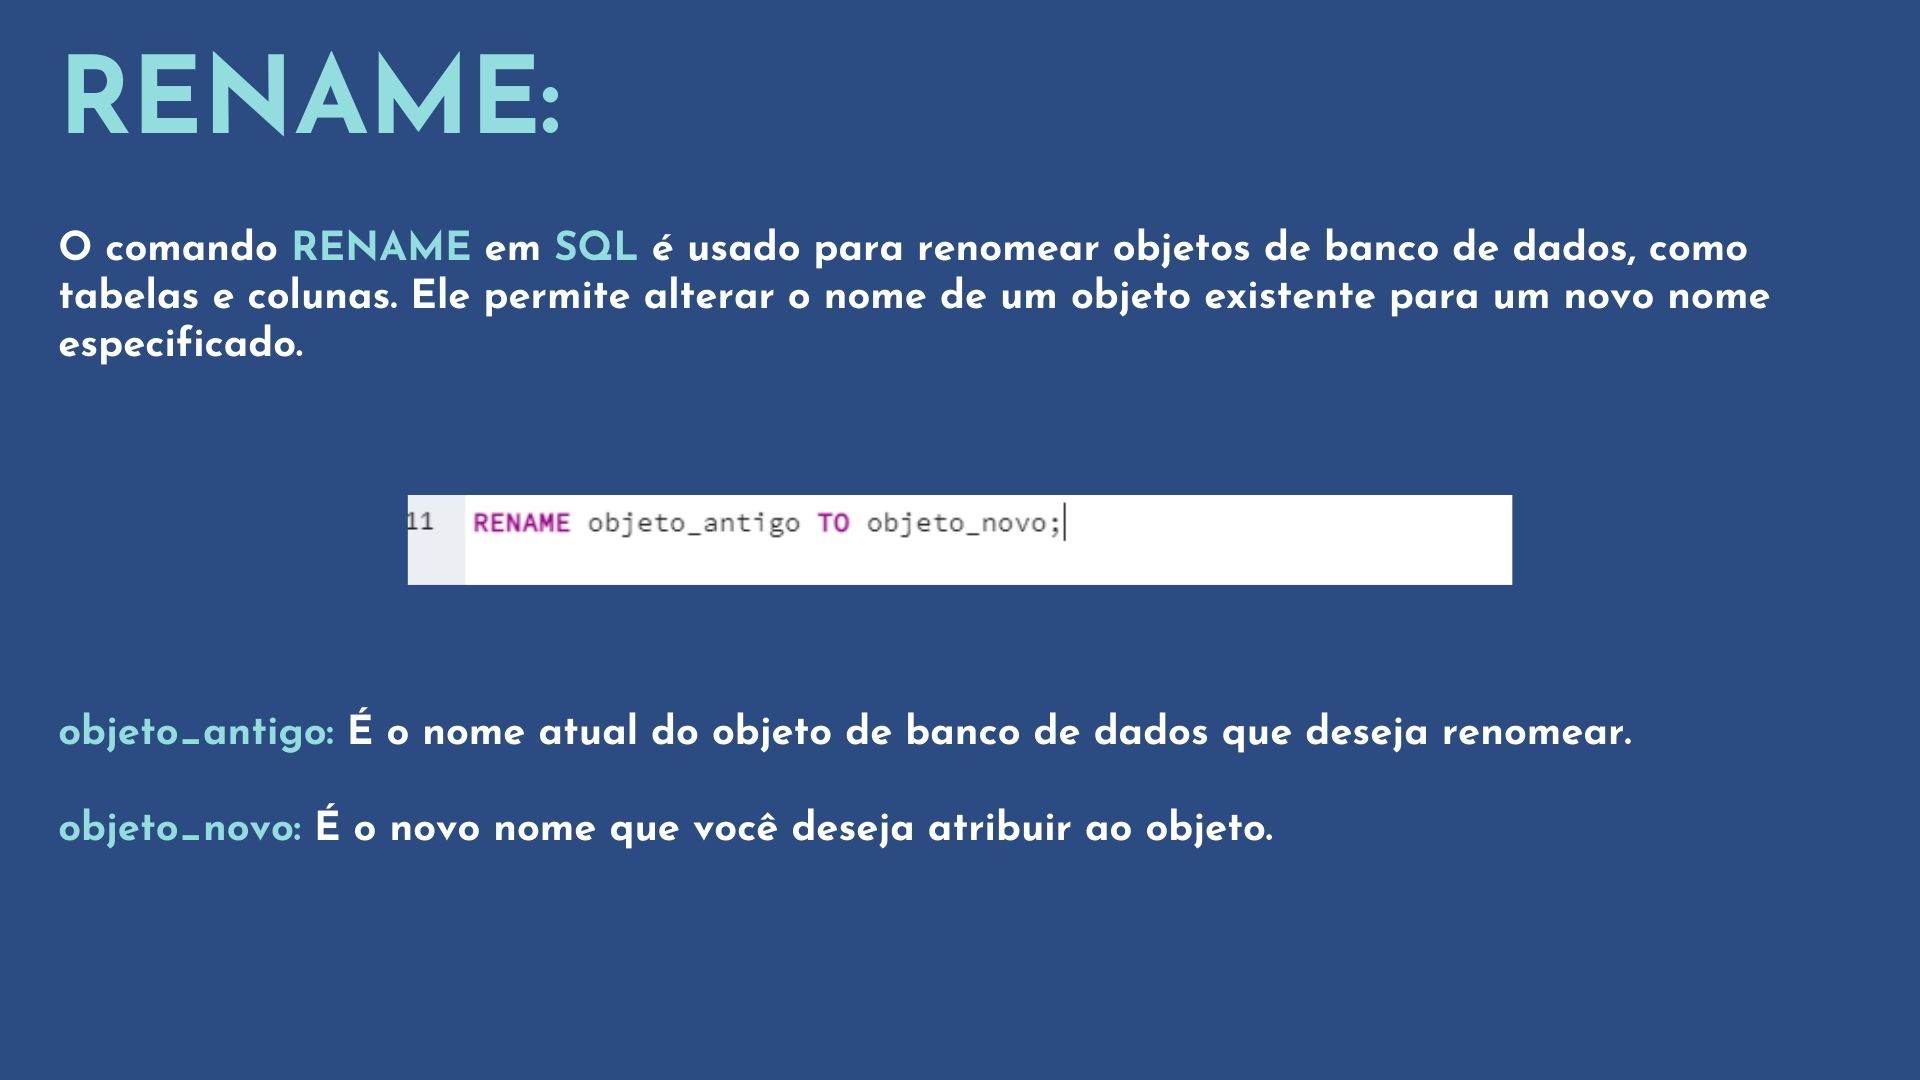 RENAME:
O comando RENAME em SQL é usado para renomear objetos de banco de dados, como
tabelas e colunas. Ele permite alterar o nome de um objeto existente para um novo nome
especificado.
11 RENAME objeto_antigo TO objeto_novo;
objeto_antigo: É o nome atual do objeto de banco de dados que deseja renomear.
objeto_novo: É o novo nome que você deseja atribuir ao objeto.